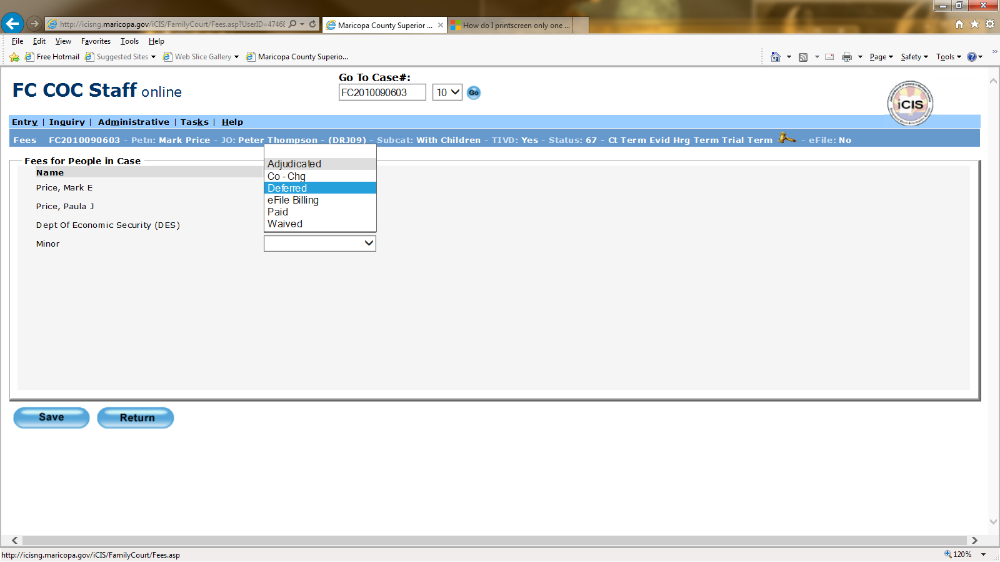 http://icisng.maricopa.gov/iCIS/FamilyCourt/Fees.asp?UserID=4746
Maricopa County Superior ...
How do I printscreen only one ...
File Edit View Favorites Tools Help
Free Hotmail Suggested Sites Web Slice Gallery Maricopa County Superio...
Page Safety Tools
FC COC Staff online
Go To Case#:
FC2010090603 10 Go
iCIS
Entry | Inquiry | Administrative | Tasks | Help
Fees FC2010090603 - Petn: Mark Price - JO: Peter Thompson - (DRJ09) - Subcat: With Children - TIVD: Yes - Status: 67 - Ct Term Evid Hrg Term Trial Term - eFile: No
Fees for People in Case
Name
Price, Mark E
Price, Paula J
Dept Of Economic Security (DES)
Minor
Adjudicated
Co - Chg
Deferred
eFile Billing
Paid
Waived
Save Return
http://icisng.maricopa.gov/iCIS/FamilyCourt/Fees.asp
120%